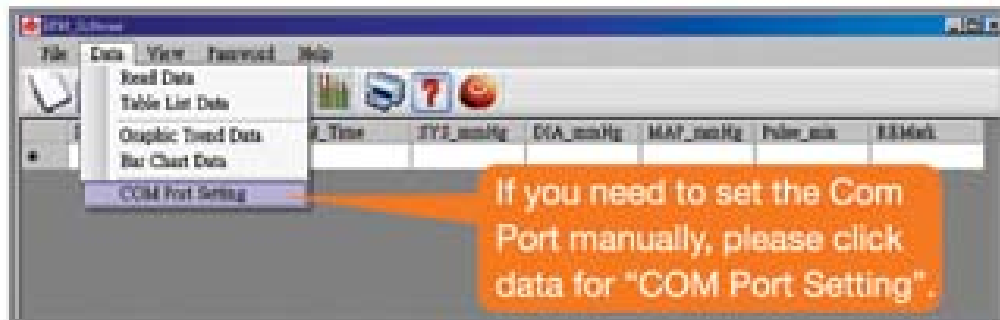 File Data View Password Help
Read Data
Table List Data
Graphic Trend Data
Bar Chart Data
COM Port Setting
Time SYS_mmHg DIA_mmHg MAP_mmHg Pulse_min REMark
If you need to set the Com
Port manually, please click
data for “COM Port Setting”.